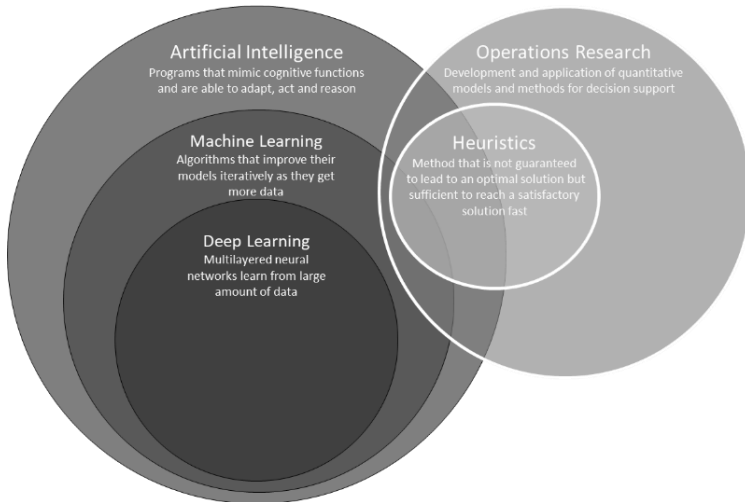 Artificial Intelligence
Programs that mimic cognitive functions
and are able to adapt, act and reason
Operations Research
Development and application of quantitative
models and methods for decision support
Machine Learning
Algorithms that improve their
models iteratively as they get
more data
Heuristics
Method that is not guaranteed
to lead to an optimal solution but
sufficient to reach a satisfactory
solution fast
Deep Learning
Multilayered neural
networks learn from large
amount of data